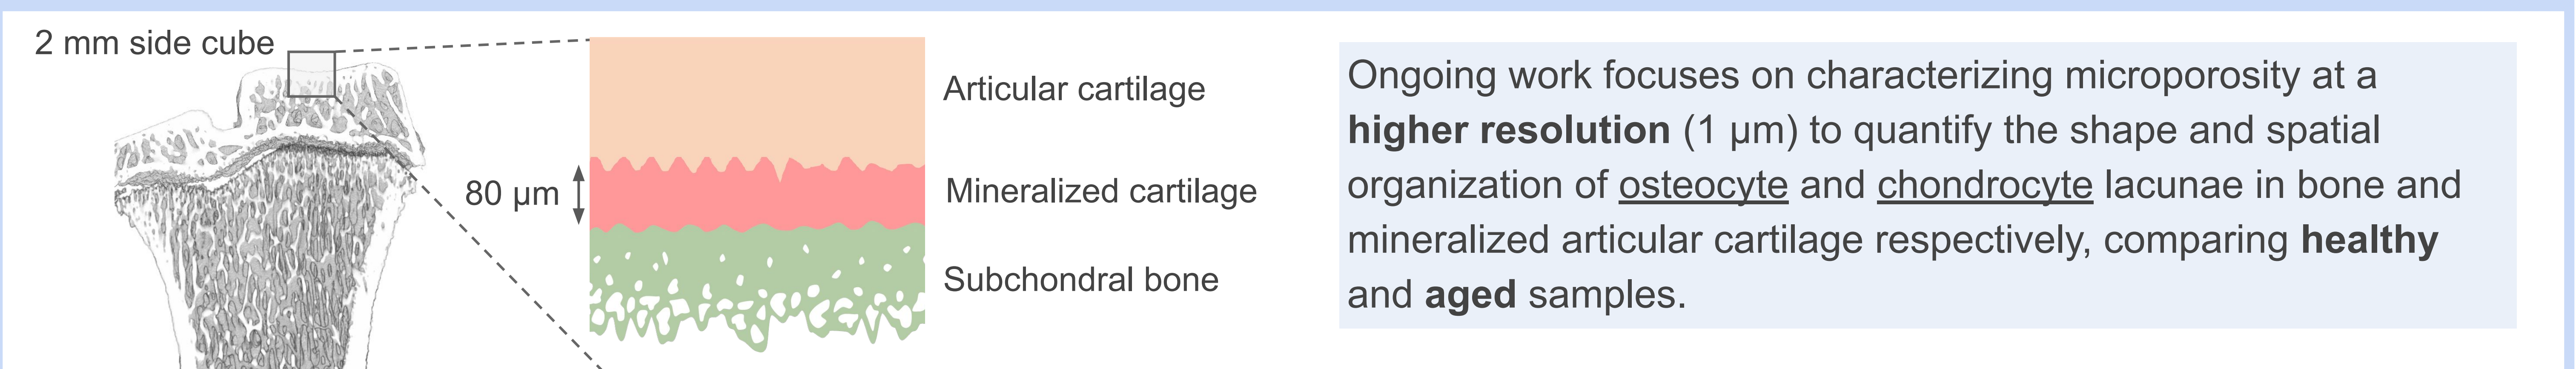 2 mm side cube
Articular cartilage
80 µm
Mineralized cartilage
Subchondral bone
Ongoing work focuses on characterizing microporosity at a
higher resolution (1 µm) to quantify the shape and spatial
organization of osteocyte and chondrocyte lacunae in bone and
mineralized articular cartilage respectively, comparing healthy
and aged samples.